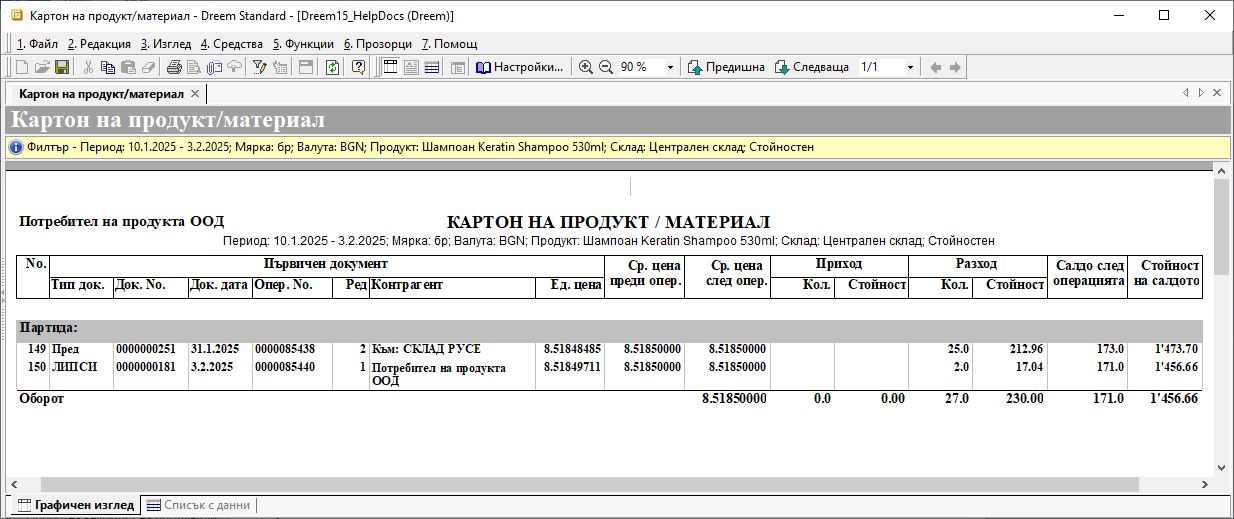 Картон на продукт/материал - Dreem Standard - [Dreem15_HelpDocs (Dreem)]
1. Файл 2. Редакция 3. Изглед 4. Средства 5. Функции 6. Прозорци 7. Помощ
Настройки... 90 % Предишна Следваща 1/1
Картон на продукт/материал
Картон на продукт/материал
Филтър - Период: 10.1.2025 - 3.2.2025; Мярка: бр; Валута: BGN; Продукт: Шампоан Keratin Shampoo 530ml; Склад: Централен склад; Стойностен
Потребител на продукта ООД КАРТОН НА ПРОДУКТ / МАТЕРИАЛ
Период: 10.1.2025 - 3.2.2025; Мярка: бр; Валута: BGN; Продукт: Шампоан Keratin Shampoo 530ml; Склад: Централен склад; Стойностен
No. Първичен документ Ср. цена Ср. цена Приход Разход Салдо след Стойност
Тип док. Док. No. Док. дата Опер. No. Ред Контрагент Ед. цена преди опер. след опер. Кол. Стойност Кол. Стойност операцията на салдото
Партида:
149 Пред 0000000251 31.1.2025 0000085438 2 Към: СКЛАД РУСЕ 8.51848485 8.51850000 8.51850000 25.0 212.96 173.0 1'473.70
150 ЛИПСИ 0000000181 3.2.2025 0000085440 1 Потребител на продукта 8.51849711 8.51850000 8.51850000 2.0 17.04 171.0 1'456.66
ООД
Оборот 8.51850000 0.0 0.00 27.0 230.00 171.0 1'456.66
Графичен изглед Списък с данни